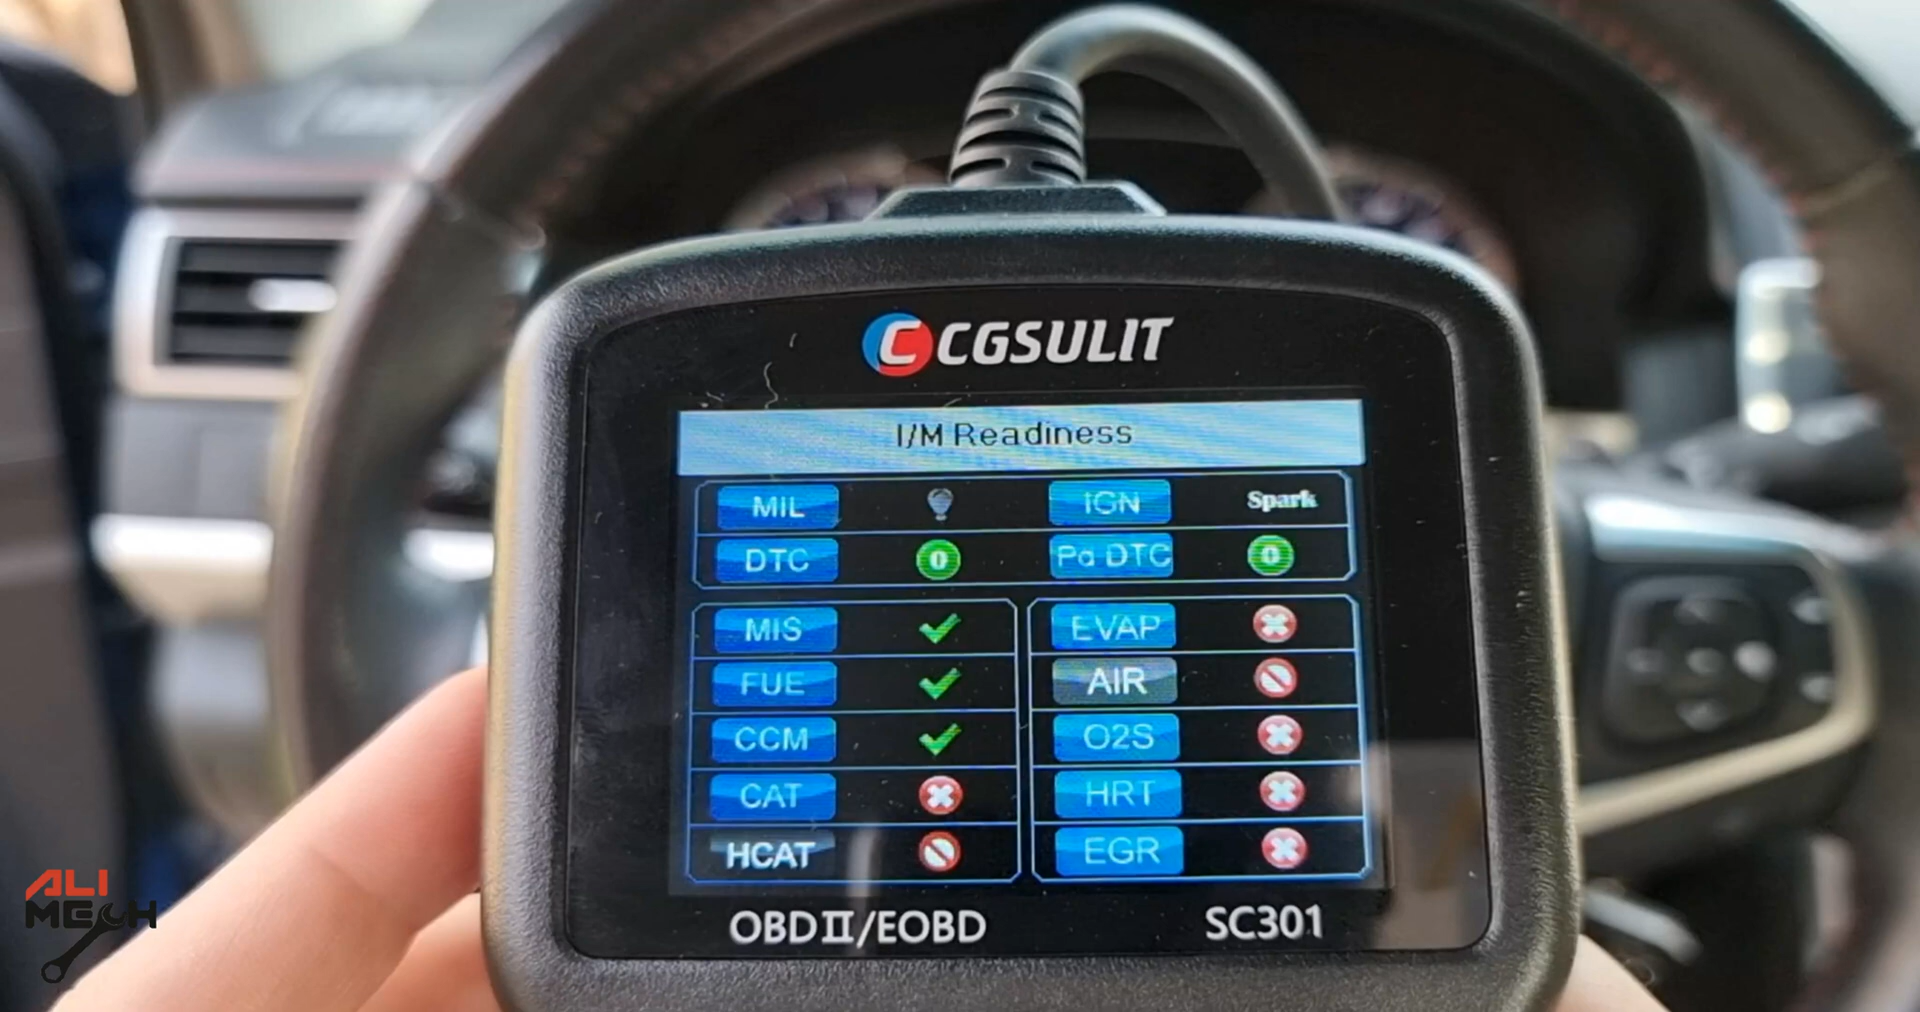 CGSULIT
I/M Readiness
MIL IGN Spark
DTC 0 Pd DTC 0
MIS EVAP
FUE AIR
CCM O2S
CAT HRT
HCAT EGR
OBDII/EOBD SC301
ALI
MECH